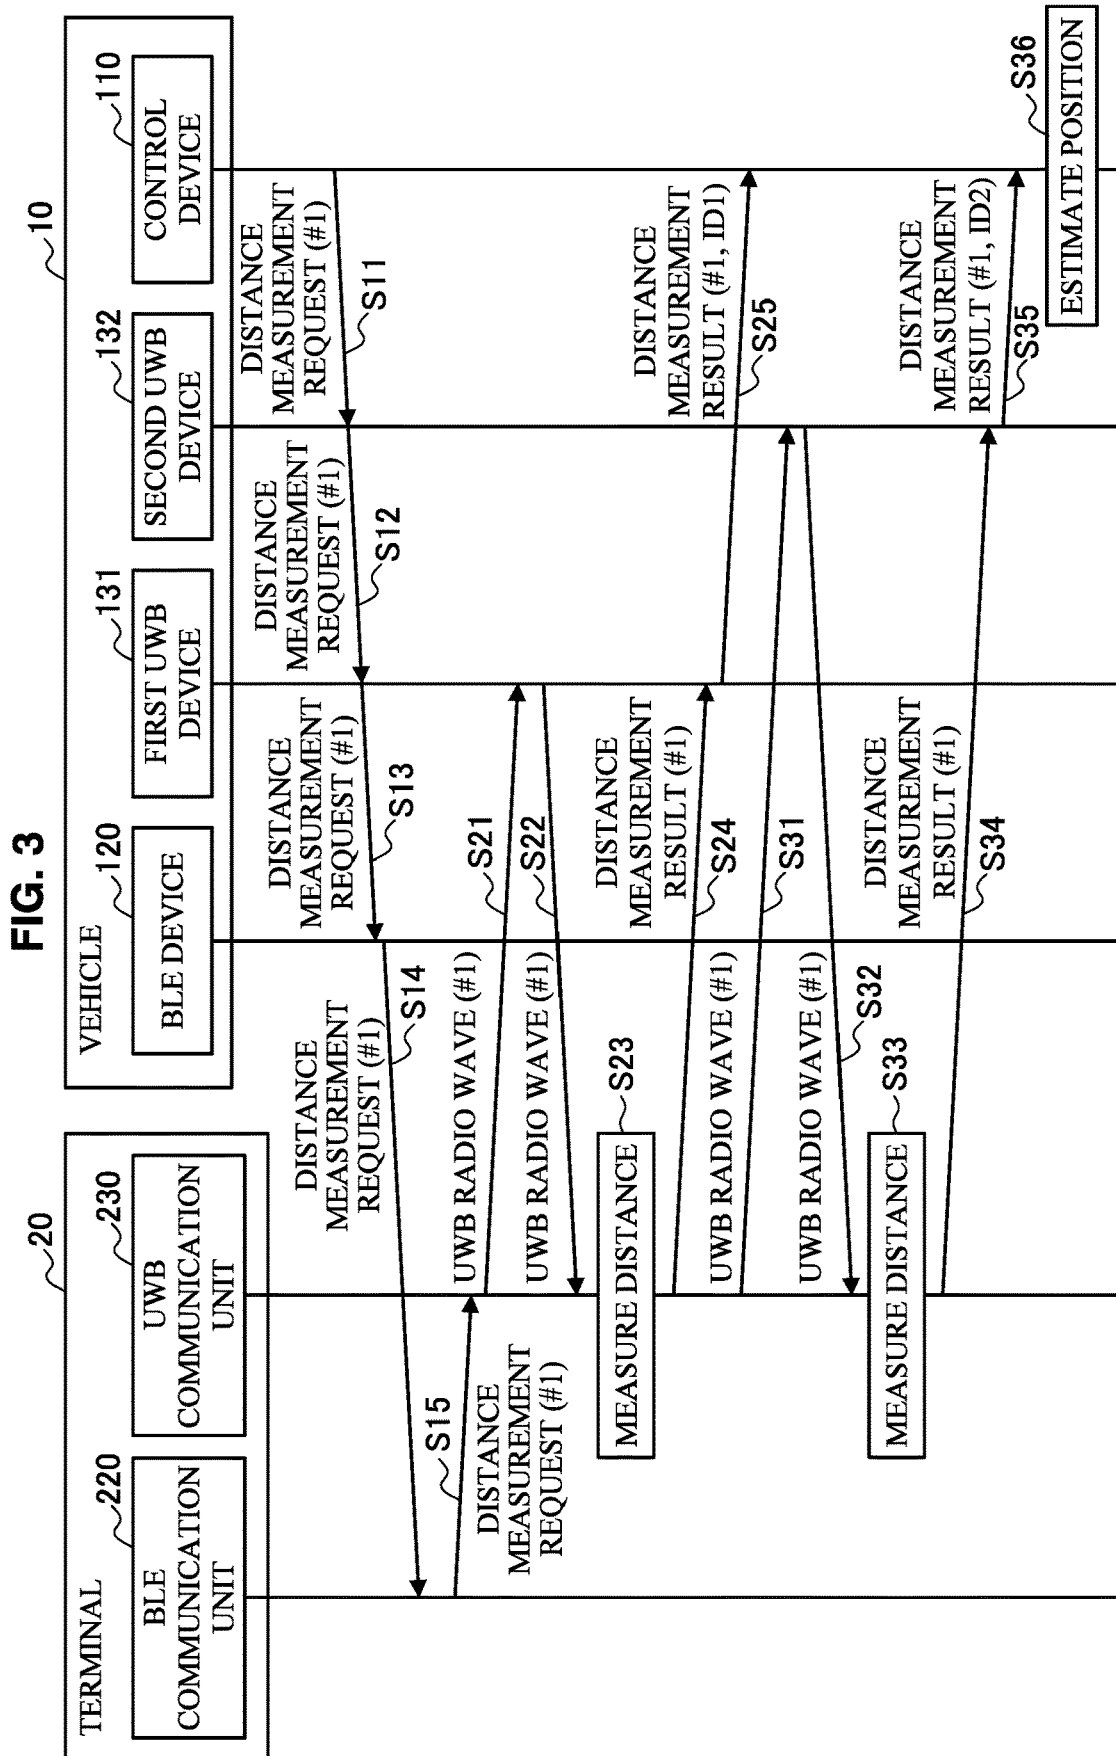 FIG. 3
TERMINAL
20
BLE
COMMUNICATION
UNIT
220
UWB
COMMUNICATION
UNIT
230
VEHICLE
10
BLE DEVICE
120
FIRST UWB
DEVICE
131
SECOND UWB
DEVICE
132
CONTROL
DEVICE
110
DISTANCE
MEASUREMENT
REQUEST (#1)
S11
DISTANCE
MEASUREMENT
REQUEST (#1)
S12
DISTANCE
MEASUREMENT
REQUEST (#1)
S13
DISTANCE
MEASUREMENT
REQUEST (#1)
S14
S15
DISTANCE
MEASUREMENT
REQUEST (#1)
UWB RADIO WAVE (#1)
S21
UWB RADIO WAVE (#1)
S22
MEASURE DISTANCE
S23
DISTANCE
MEASUREMENT
RESULT (#1)
S24
DISTANCE
MEASUREMENT
RESULT (#1, ID1)
S25
UWB RADIO WAVE (#1)
S31
UWB RADIO WAVE (#1)
S32
MEASURE DISTANCE
S33
DISTANCE
MEASUREMENT
RESULT (#1)
S34
DISTANCE
MEASUREMENT
RESULT (#1, ID2)
S35
ESTIMATE POSITION
S36